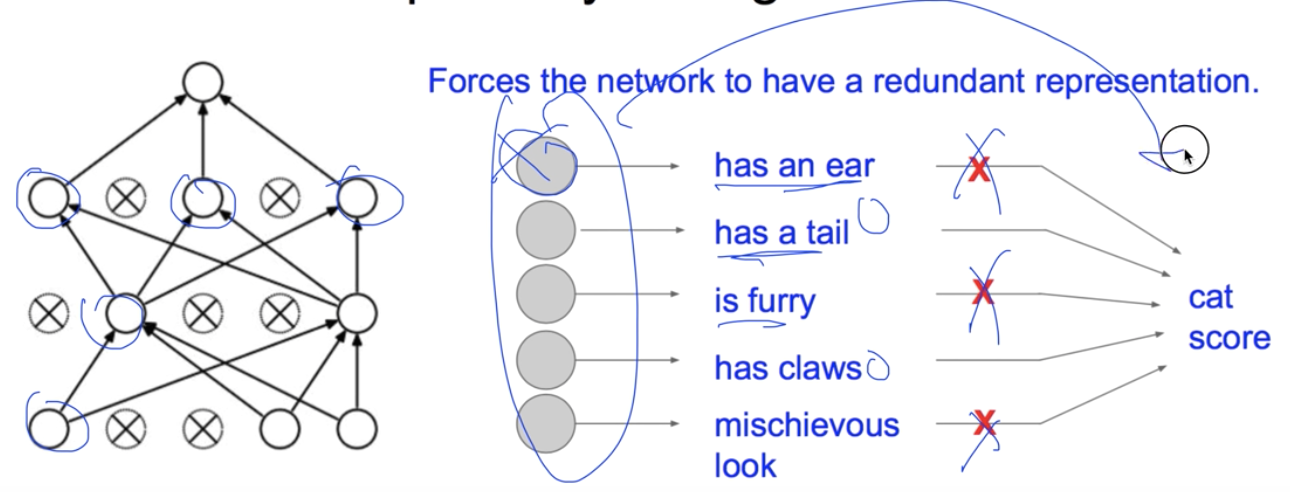 Forces the network to have a redundant representation.
has an ear
X
has a tail
is furry
X
cat
score
has claws
mischievous
X
look